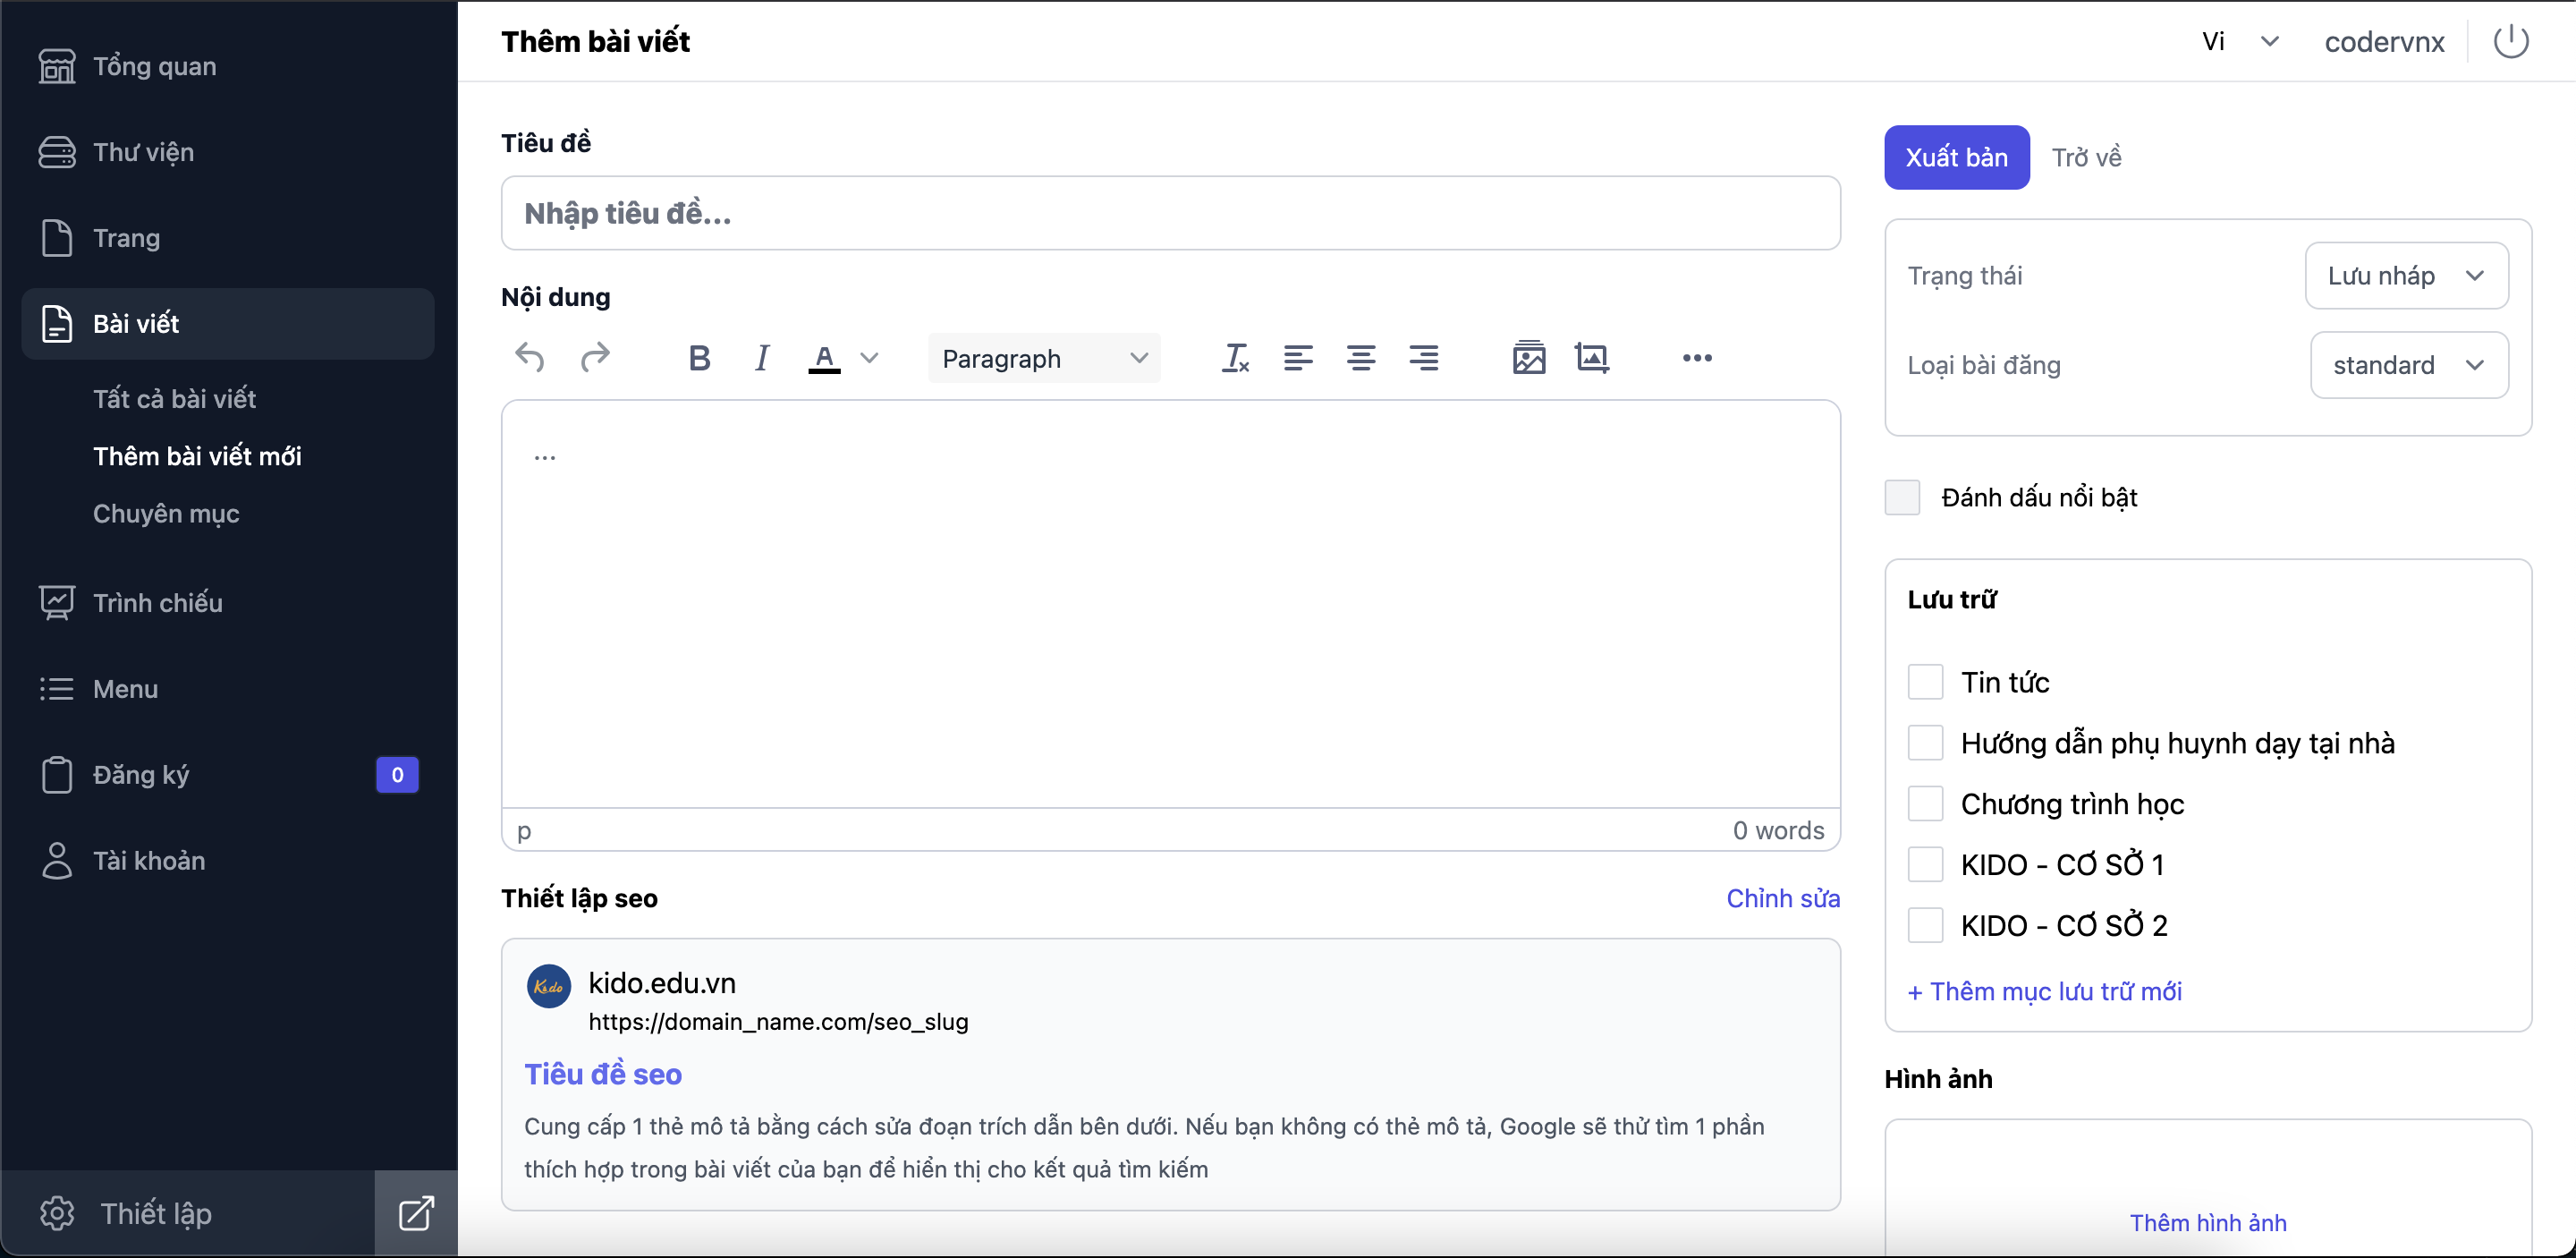 Tổng quan
Thư viện
Trang
Bài viết
Tất cả bài viết
Thêm bài viết mới
Chuyên mục
Trình chiếu
Menu
Đăng ký
0
Tài khoản
Thiết lập
Thêm bài viết
Vi
codervnx
Tiêu đề
Nhập tiêu đề...
Nội dung
B I A Paragraph
...
p
0 words
Thiết lập seo
Chỉnh sửa
Kido
kido.edu.vn
https://domain_name.com/seo_slug
Tiêu đề seo
Cung cấp 1 thẻ mô tả bằng cách sửa đoạn trích dẫn bên dưới. Nếu bạn không có thẻ mô tả, Google sẽ thử tìm 1 phần
thích hợp trong bài viết của bạn để hiển thị cho kết quả tìm kiếm
Xuất bản
Trở về
Trạng thái
Lưu nháp
Loại bài đăng
standard
Đánh dấu nổi bật
Lưu trữ
Tin tức
Hướng dẫn phụ huynh dạy tại nhà
Chương trình học
KIDO - CƠ SỞ 1
KIDO - CƠ SỞ 2
+ Thêm mục lưu trữ mới
Hình ảnh
Thêm hình ảnh